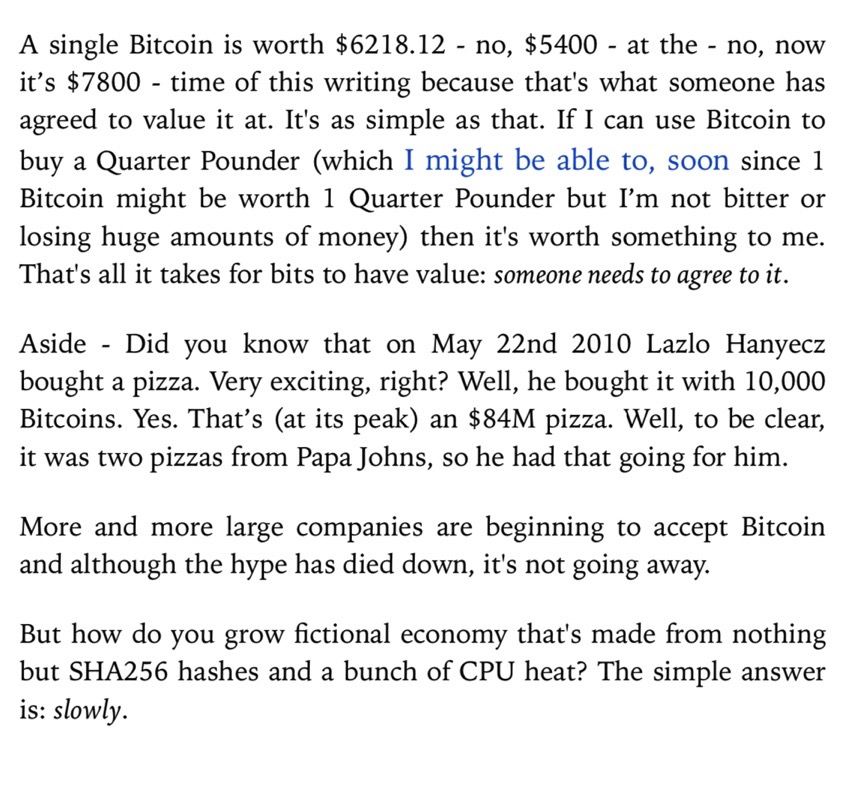 A single Bitcoin is worth $6218.12 - no, $5400 - at the - no, now
it’s $7800 - time of this writing because that's what someone has
agreed to value it at. It's as simple as that. If I can use Bitcoin to
buy a Quarter Pounder (which I might be able to, soon since 1
Bitcoin might be worth 1 Quarter Pounder but I’m not bitter or
losing huge amounts of money) then it's worth something to me.
That's all it takes for bits to have value: someone needs to agree to it.
Aside - Did you know that on May 22nd 2010 Lazlo Hanyecz
bought a pizza. Very exciting, right? Well, he bought it with 10,000
Bitcoins. Yes. That’s (at its peak) an $84M pizza. Well, to be clear,
it was two pizzas from Papa Johns, so he had that going for him.
More and more large companies are beginning to accept Bitcoin
and although the hype has died down, it's not going away.
But how do you grow fictional economy that's made from nothing
but SHA256 hashes and a bunch of CPU heat? The simple answer
is: slowly.